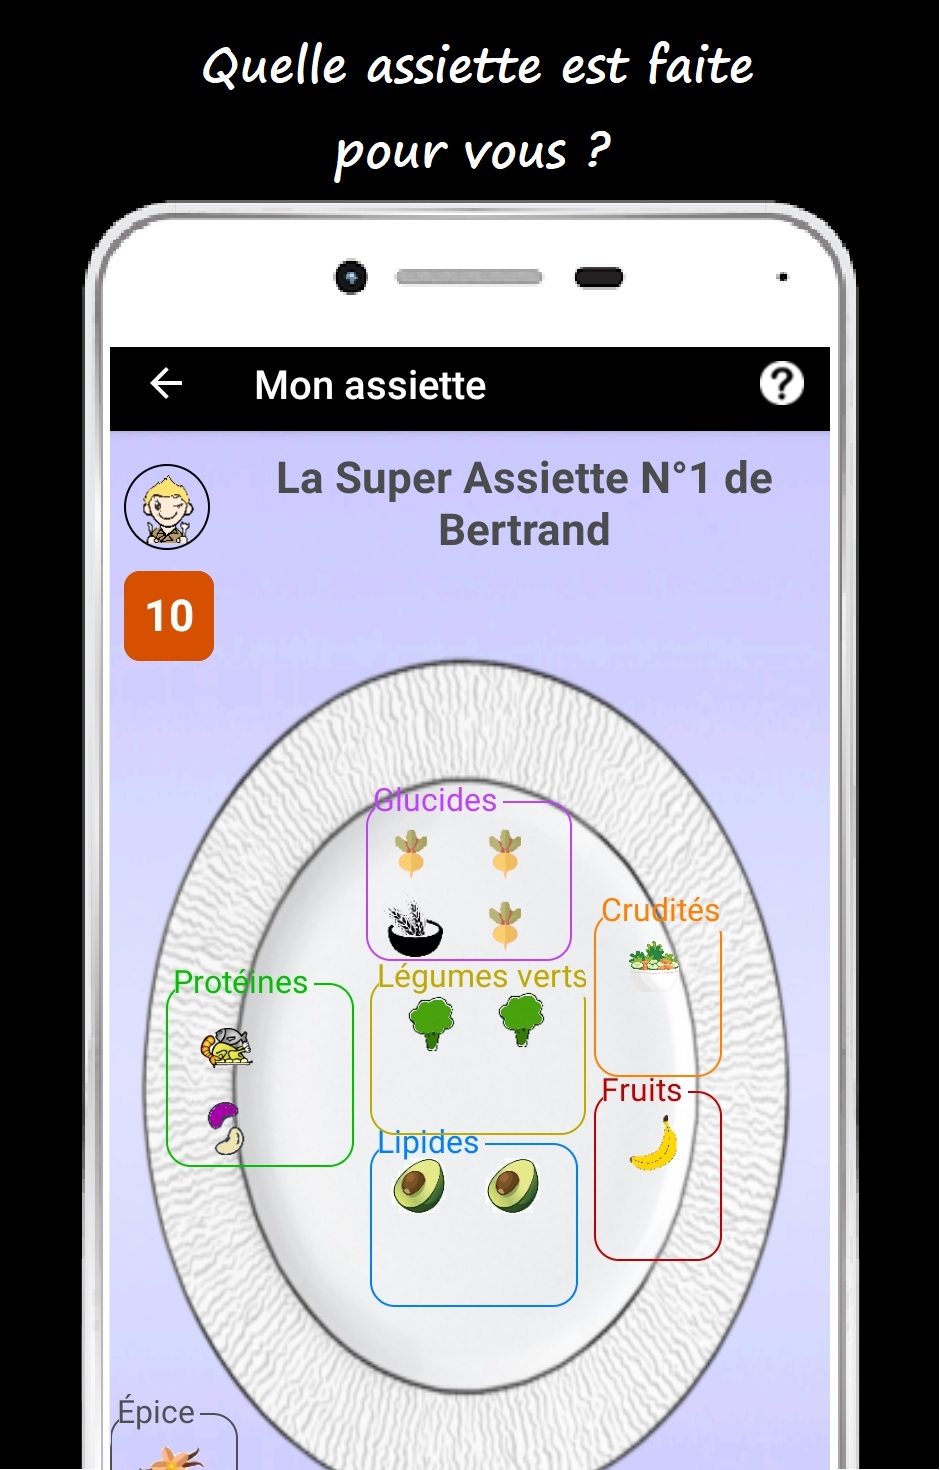 Quelle assiette est faite
pour vous ?
Mon assiette
?
La Super Assiette N°1 de
Bertrand
10
Glucides
Crudités
Légumes verts
Protéines
Fruits
Lipides
Épice